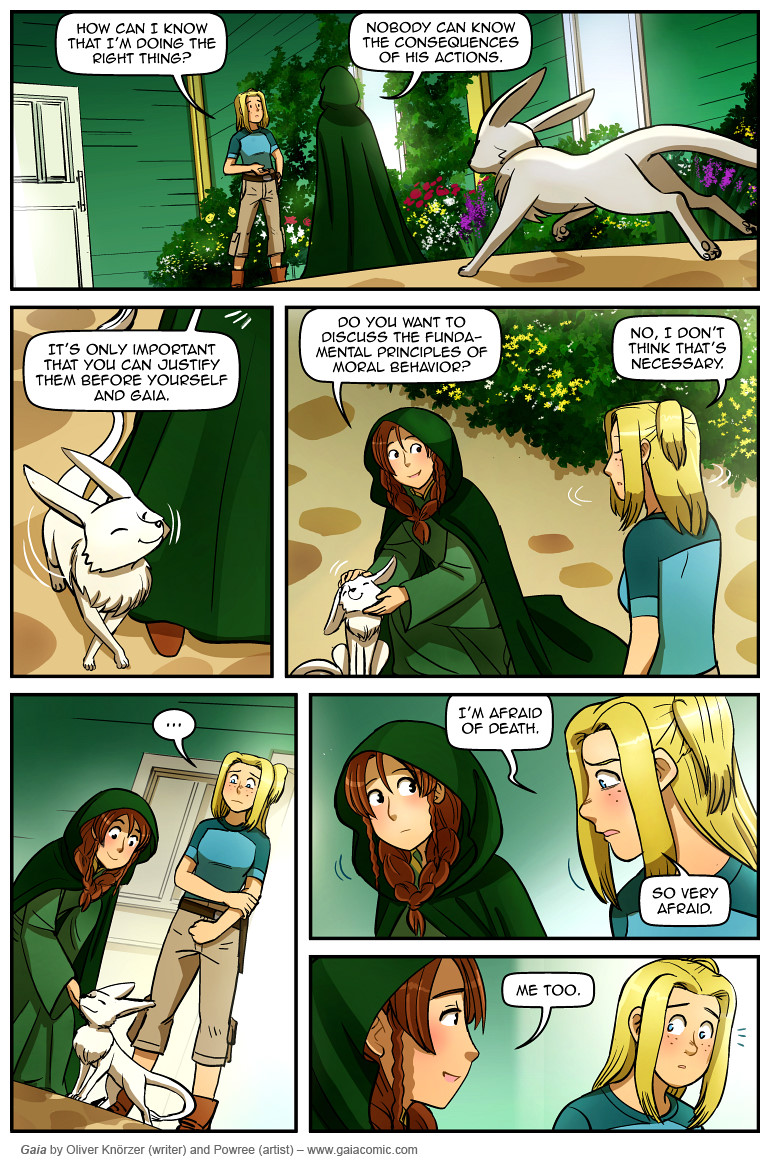 HOW CAN I KNOW
THAT I'M DOING THE
RIGHT THING?
NOBODY CAN KNOW
THE CONSEQUENCES
OF HIS ACTIONS.
IT'S ONLY IMPORTANT
THAT YOU CAN JUSTIFY
THEM BEFORE YOURSELF
AND GAIA.
DO YOU WANT TO
DISCUSS THE FUNDA-
MENTAL PRINCIPLES OF
MORAL BEHAVIOR?
NO, I DON'T
THINK THAT'S
NECESSARY.
...
I'M AFRAID
OF DEATH.
SO VERY
AFRAID.
ME TOO.
Gaia by Oliver Knörzer (writer) and Powree (artist) – www.gaiacomic.com